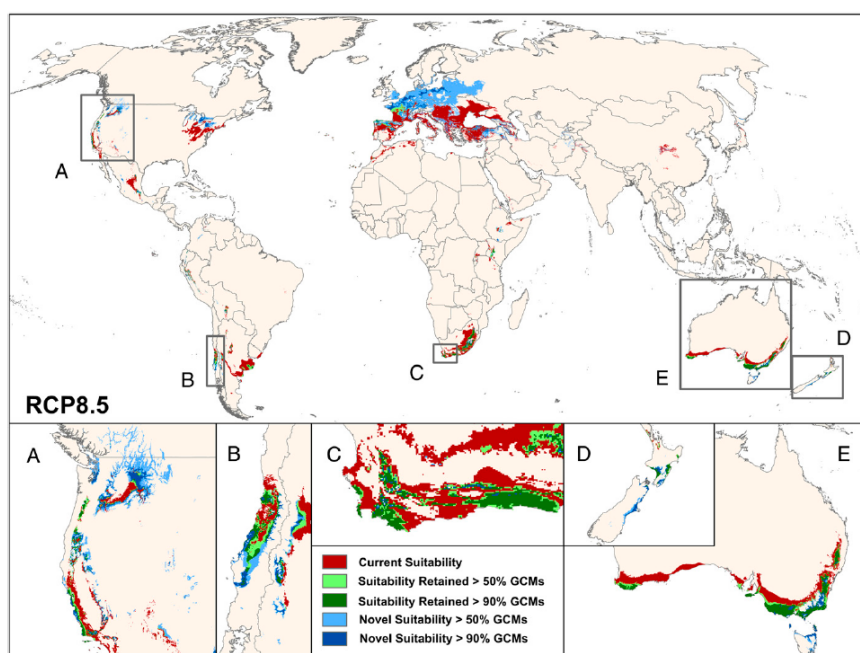 A
B
C
D
E
RCP8.5
A
B
C
D
E
Current Suitability
Suitability Retained > 50% GCMs
Suitability Retained > 90% GCMs
Novel Suitability > 50% GCMs
Novel Suitability > 90% GCMs